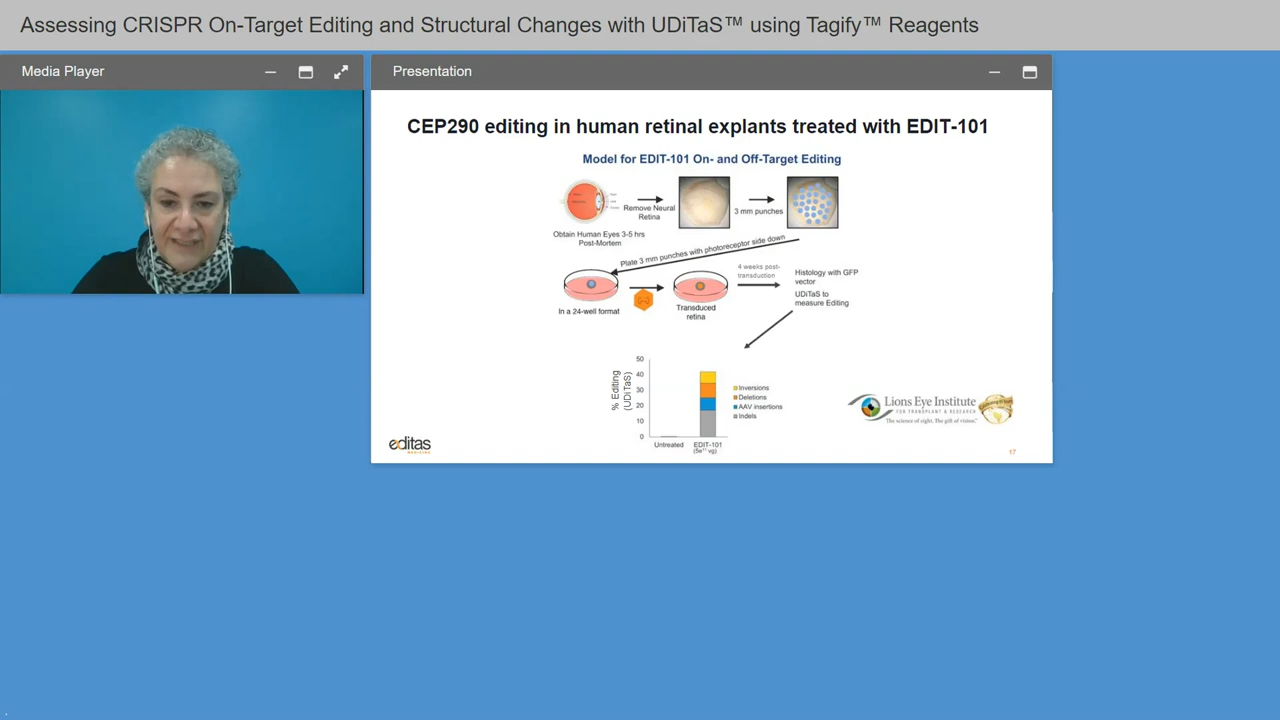 Assessing CRISPR On-Target Editing and Structural Changes with UDiTaS™ using Tagify™ Reagents
Media Player
Presentation
CEP290 editing in human retinal explants treated with EDIT-101
Model for EDIT-101 On- and Off-Target Editing
Remove Neural
Retina
3 mm punches
Obtain Human Eyes 3-5 hrs
Post-Mortem
Plate 3 mm punches with photoreceptor side down
4 weeks post-
transduction
Histology with GFP
vector
UDiTaS to
measure Editing
In a 24-well format
Transduced
retina
% Editing
(UDiTaS)
50
40
30
20
10
0
Untreated
EDIT-101
(5e¹¹ vg)
Inversions
Deletions
AAV insertions
Indels
Lions Eye Institute
FOR TRANSPLANT & RESEARCH
The science of sight. The gift of vision.
editas
MEDICINE
17